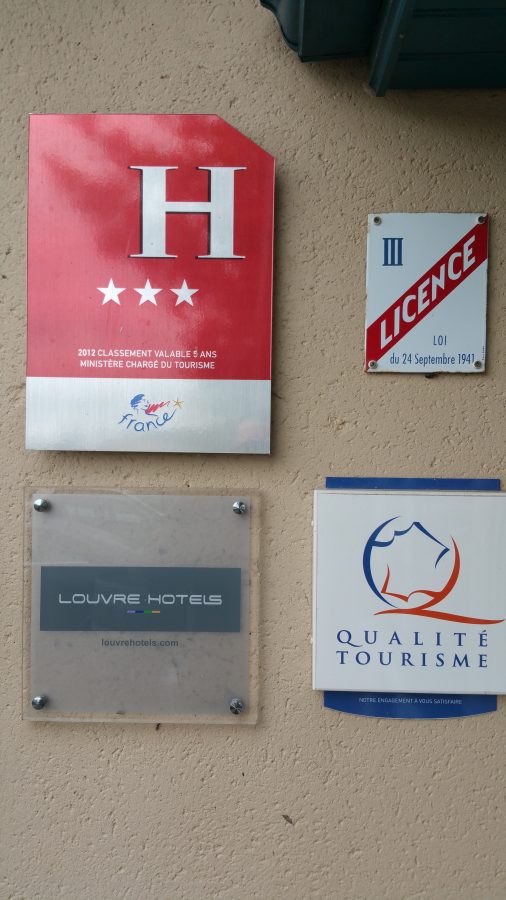 H
2012 CLASSEMENT VALABLE 5 ANS
MINISTÈRE CHARGÉ DU TOURISME
france
III
LICENCE
LOI
du 24 Septembre 1941
LOUVRE HOTELS
louvrehotels.com
QUALITÉ
TOURISME
NOTRE ENGAGEMENT À VOUS SATISFAIRE